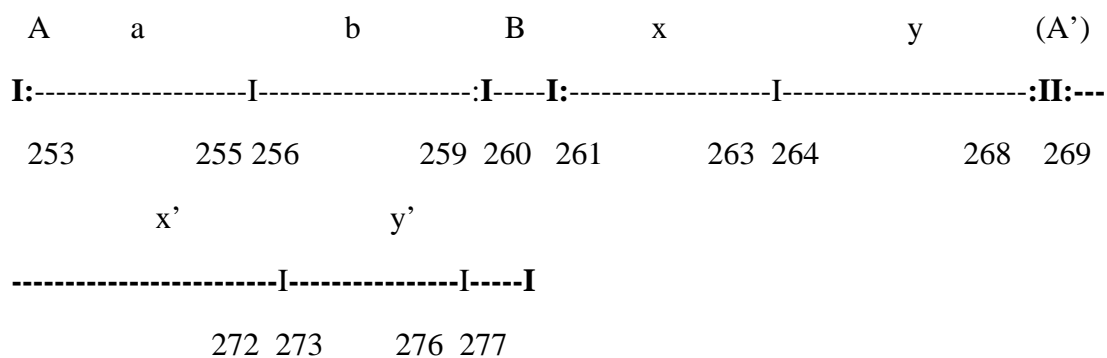 A a b B x y (A’)
I:--------------------I--------------------:I-----I:-------------------I-----------------------:II:---
253 255 256 259 260 261 263 264 268 269
x’ y’
-------------------------I----------------I-----I
272 273 276 277